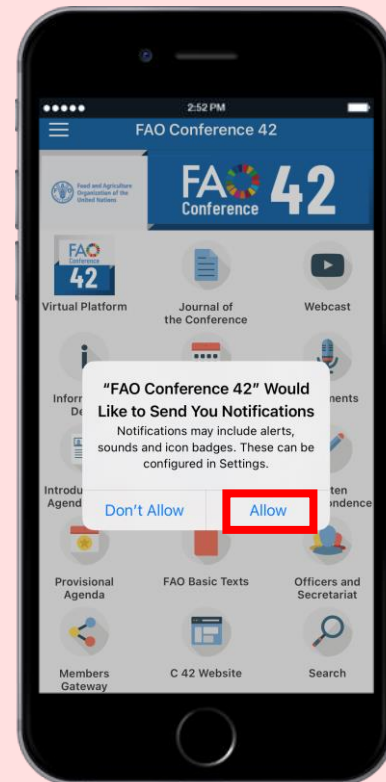 2:52 PM
FAO Conference 42
Food and Agriculture
Organization of the
United Nations
FAO
Conference
42
FAO
Conference
42
Virtual Platform
Journal of
the Conference
Webcast
"FAO Conference 42" Would
Like to Send You Notifications
Notifications may include alerts,
sounds and icon badges. These can be
configured in Settings.
Don't Allow
Allow
Provisional
Agenda
FAO Basic Texts
Officers and
Secretariat
Members
Gateway
C 42 Website
Search